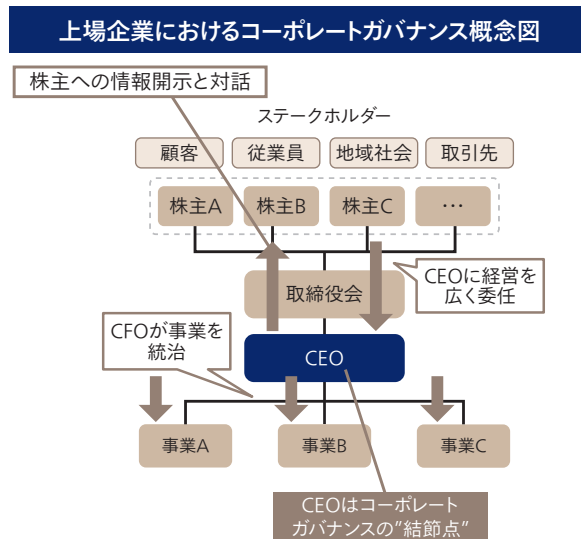 上場企業におけるコーポレートガバナンス概念図
株主への情報開示と対話
ステークホルダー
顧客
従業員
地域社会
取引先
株主A
株主B
株主C
…
取締役会
CEOに経営を
広く委任
CFOが事業を
統治
CEO
事業A
事業B
事業C
CEOはコーポレート
ガバナンスの”結節点”